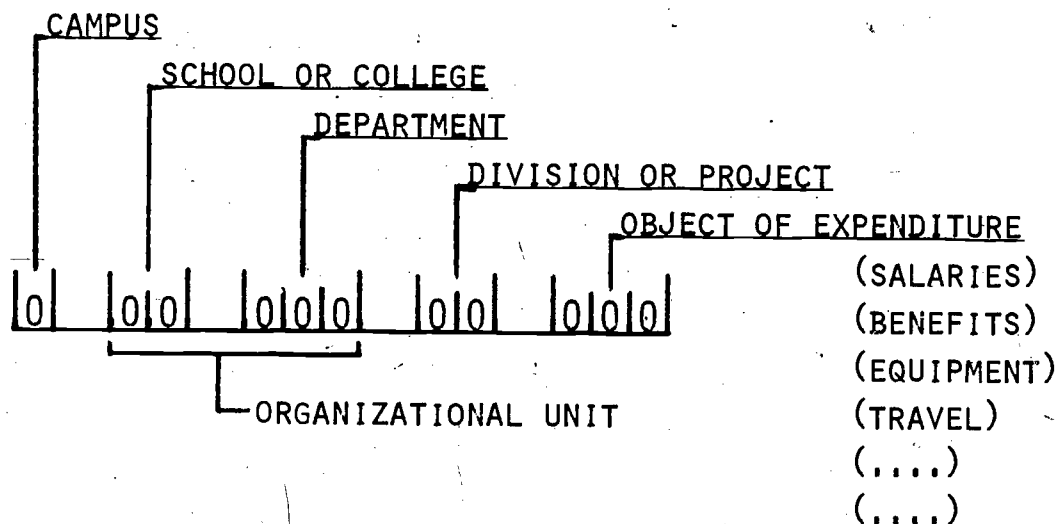 CAMPUS
SCHOOL OR COLLEGE
DEPARTMENT
DIVISION OR PROJECT
OBJECT OF EXPENDITURE
(SALARIES)
0 00 000 00 000
(BENEFITS)
(EQUIPMENT)
ORGANIZATIONAL UNIT
(TRAVEL)
(....)
(....)